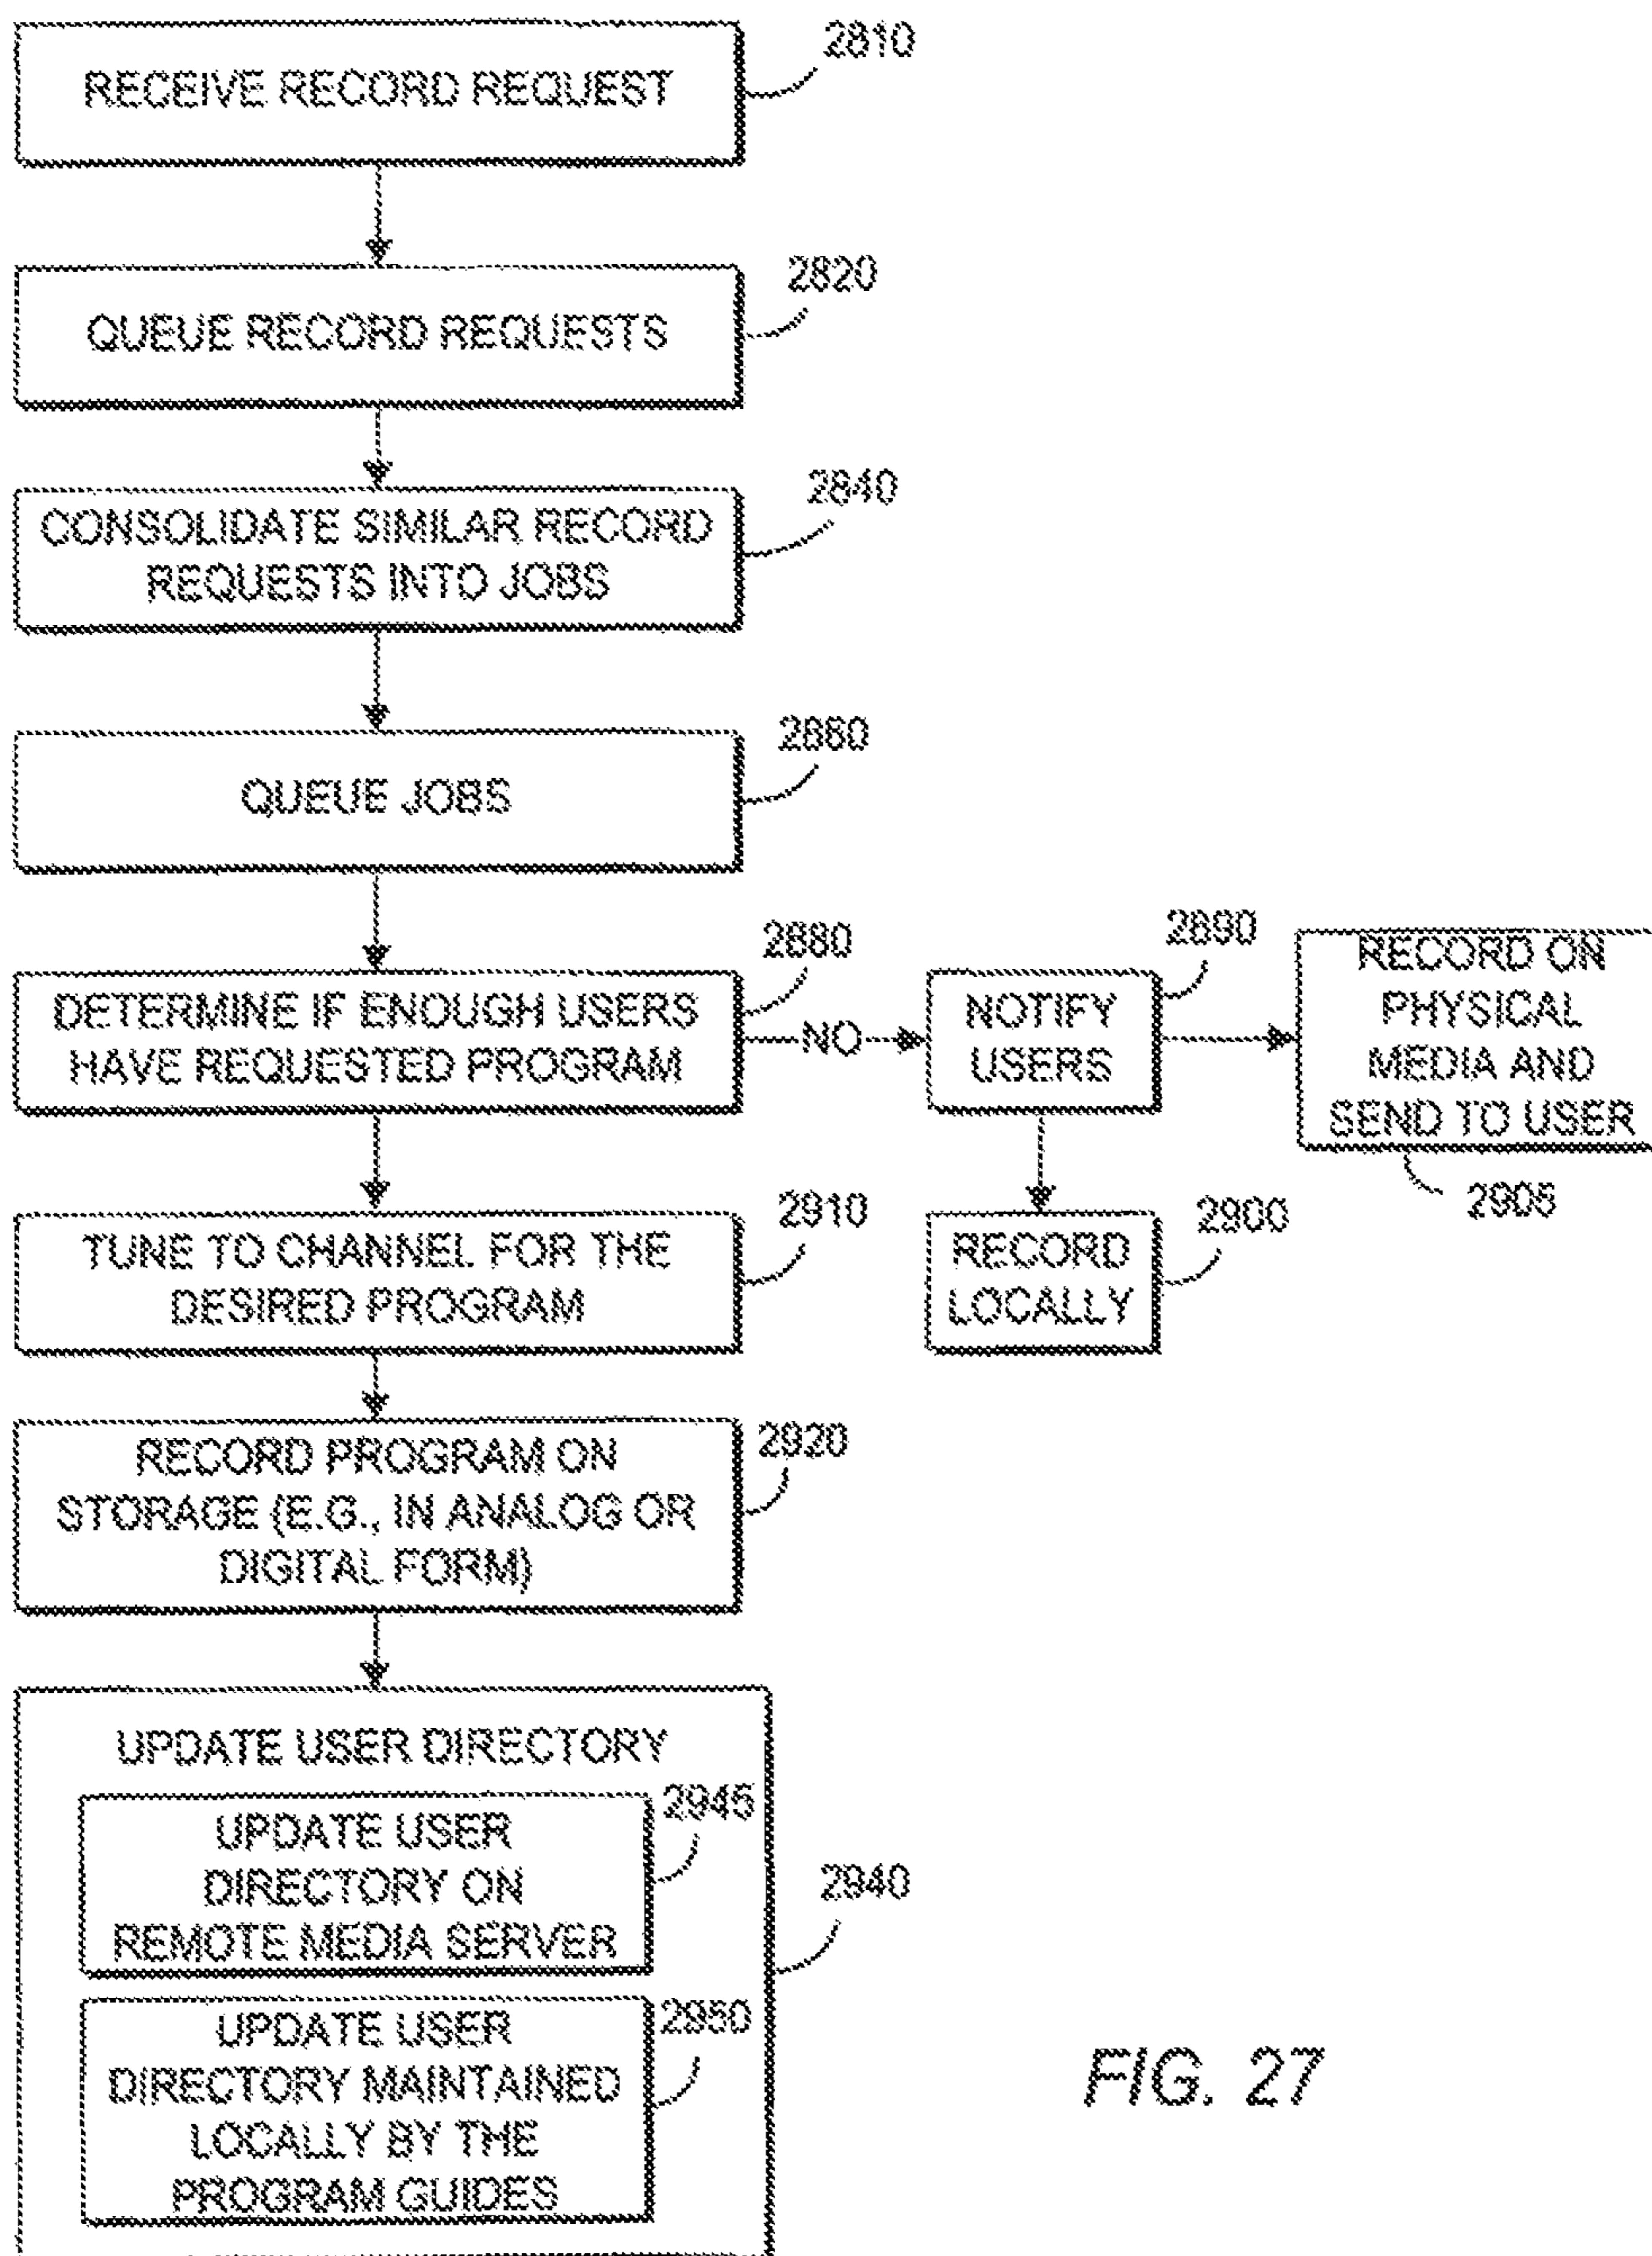 2810
RECEIVE RECORD REQUEST
2820
QUEUE RECORD REQUESTS
2840
CONSOLIDATE SIMILAR RECORD
REQUESTS INTO JOBS
2860
QUEUE JOBS
2880
DETERMINE IF ENOUGH USERS
HAVE REQUESTED PROGRAM
NO
2890
NOTIFY
USERS
RECORD ON
PHYSICAL
MEDIA AND
SEND TO USER
2905
2900
RECORD
LOCALLY
2910
TUNE TO CHANNEL FOR THE
DESIRED PROGRAM
2920
RECORD PROGRAM ON
STORAGE (E.G., IN ANALOG OR
DIGITAL FORM)
UPDATE USER DIRECTORY
2945
UPDATE USER
DIRECTORY ON
REMOTE MEDIA SERVER
2940
2950
UPDATE USER
DIRECTORY MAINTAINED
LOCALLY BY THE
PROGRAM GUIDES
FIG. 27